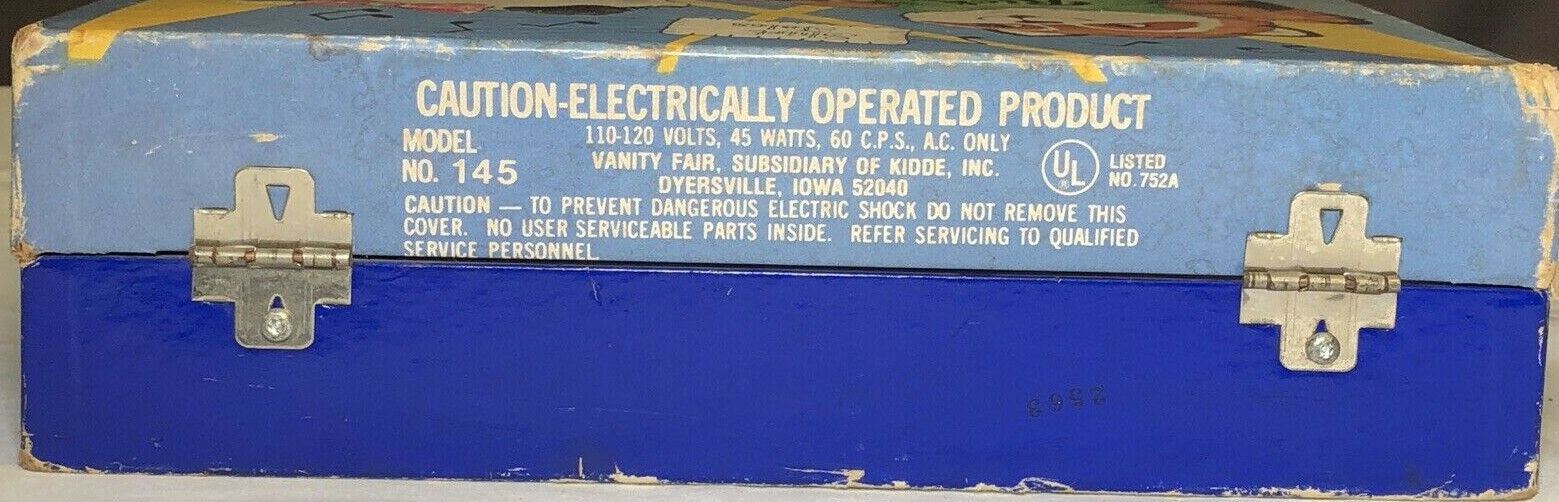 CAUTION-ELECTRICALLY OPERATED PRODUCT
MODEL NO. 145
110-120 VOLTS, 45 WATTS, 60 C.P.S., A.C. ONLY
VANITY FAIR, SUBSIDIARY OF KIDDE, INC.
DYERSVILLE, IOWA 52040
UL ®
LISTED
NO. 752A
CAUTION — TO PREVENT DANGEROUS ELECTRIC SHOCK DO NOT REMOVE THIS
COVER. NO USER SERVICEABLE PARTS INSIDE. REFER SERVICING TO QUALIFIED
SERVICE PERSONNEL.
2563